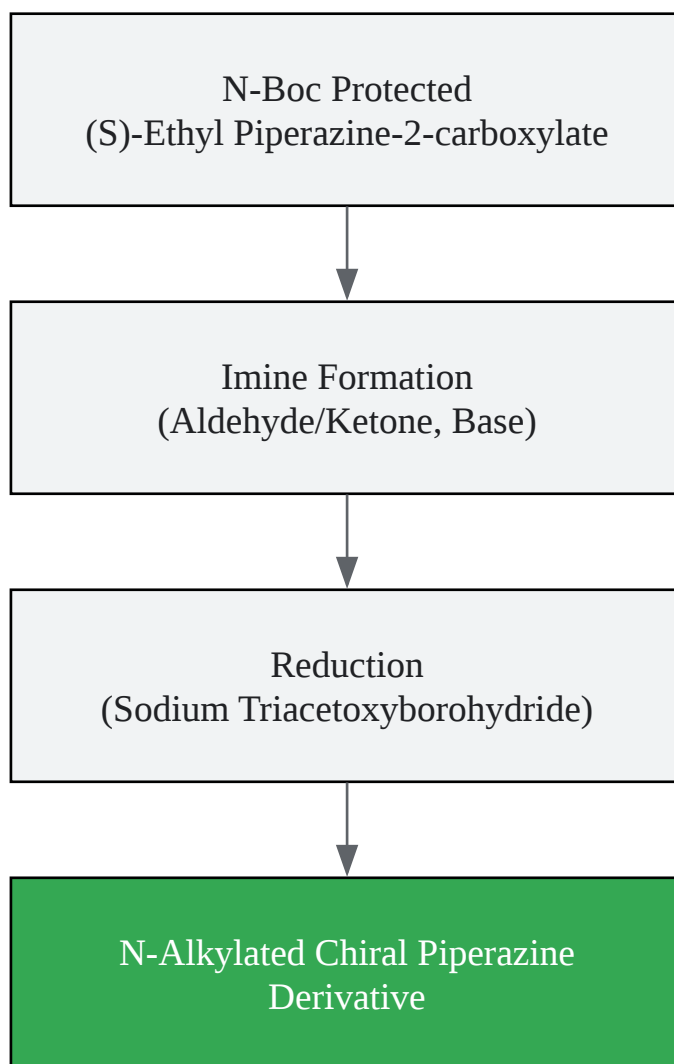 N-Boc Protected
(S)-Ethyl Piperazine-2-carboxylate
Imine Formation
(Aldehyde/Ketone, Base)
Reduction
(Sodium Triacetoxyborohydride)
N-Alkylated Chiral Piperazine
Derivative